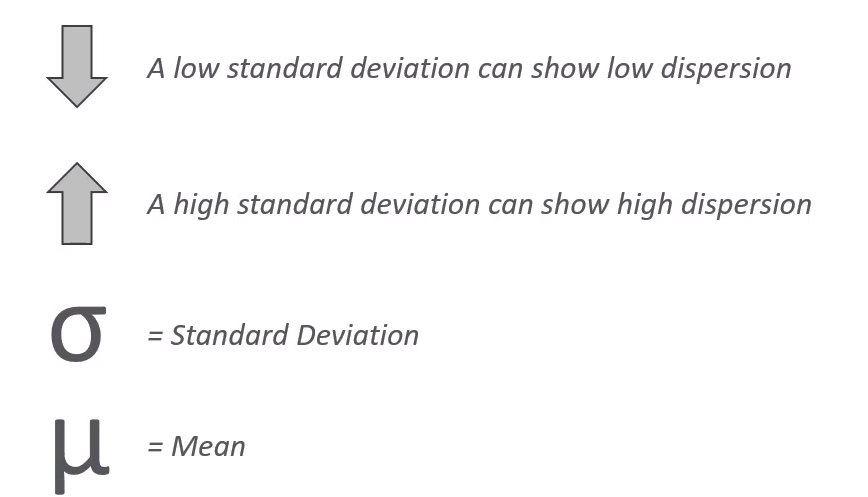 A low standard deviation can show low dispersion
A high standard deviation can show high dispersion
σ = Standard Deviation
μ = Mean